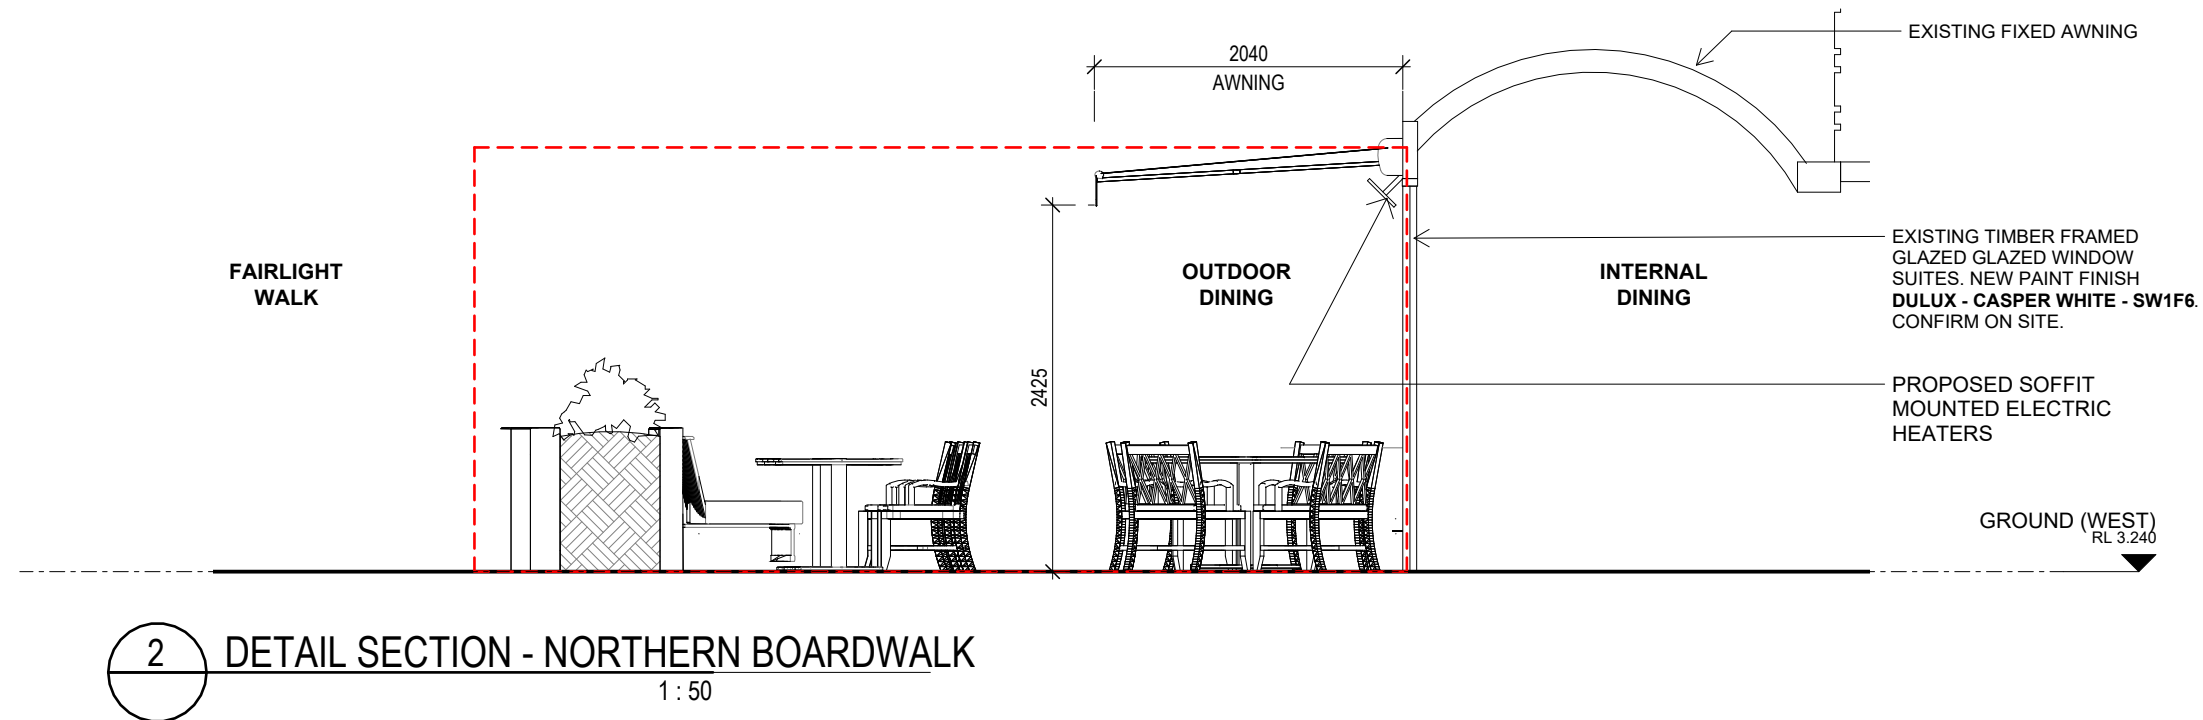 2040
AWNING
EXISTING FIXED AWNING
FAIRLIGHT
WALK
OUTDOOR
DINING
INTERNAL
DINING
EXISTING TIMBER FRAMED
GLAZED GLAZED WINDOW
SUITES. NEW PAINT FINISH
DULUX - CASPER WHITE - SW1F6.
CONFIRM ON SITE.
2425
PROPOSED SOFFIT
MOUNTED ELECTRIC
HEATERS
GROUND (WEST)
RL 3.240
2
DETAIL SECTION - NORTHERN BOARDWALK
1 : 50